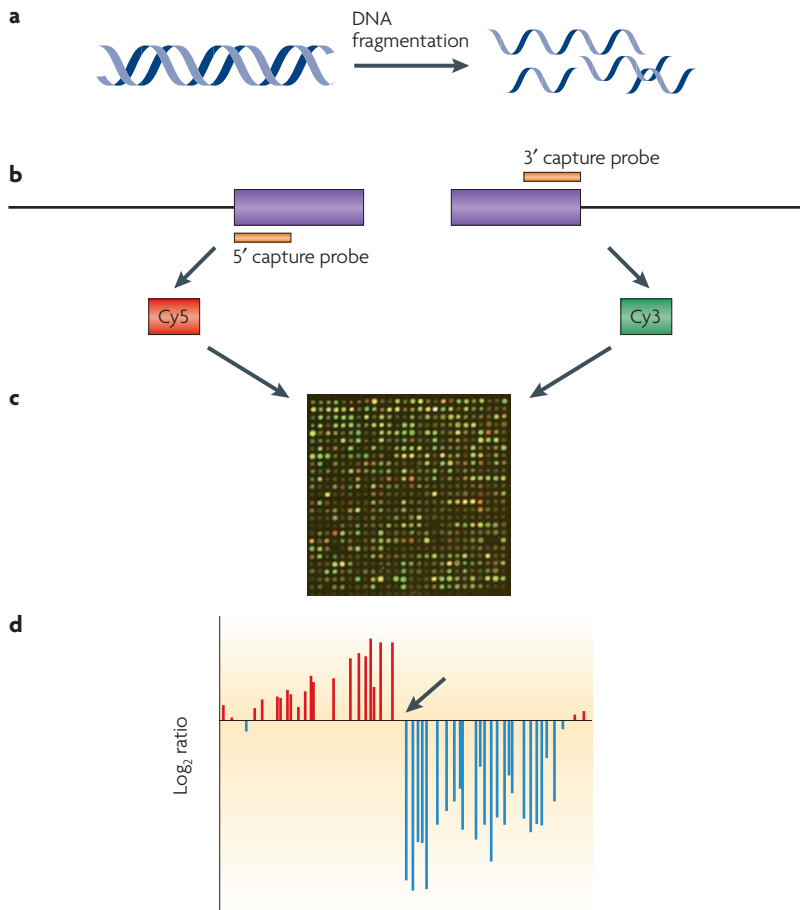 a
DNA
fragmentation
b
3′ capture probe
5′ capture probe
Cy5
Cy3
c
d
Log₂ ratio